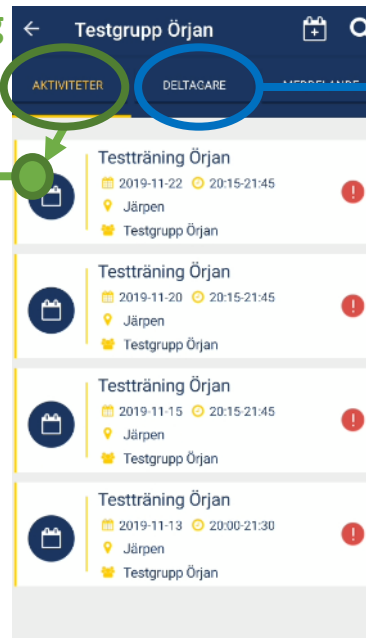 Testgrupp Örjan
AKTIVITETER DELTAGARE MEDDELANDE
Testträning Örjan
2019-11-22 20:15-21:45
Järpen
Testgrupp Örjan
Testträning Örjan
2019-11-20 20:15-21:45
Järpen
Testgrupp Örjan
Testträning Örjan
2019-11-15 20:15-21:45
Järpen
Testgrupp Örjan
Testträning Örjan
2019-11-13 20:00-21:30
Järpen
Testgrupp Örjan